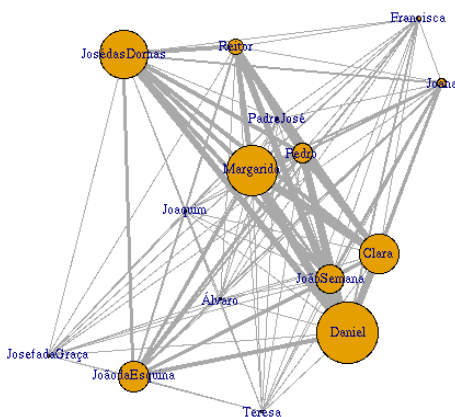 Francisca
Reitor
JosédasDornas
Joana
PadreJosé
Pedro
Margarida
Joaquim
Clara
JoãoSemana
Álvaro
Daniel
JosefadaGraça
JoãodaEsquina
Teresa